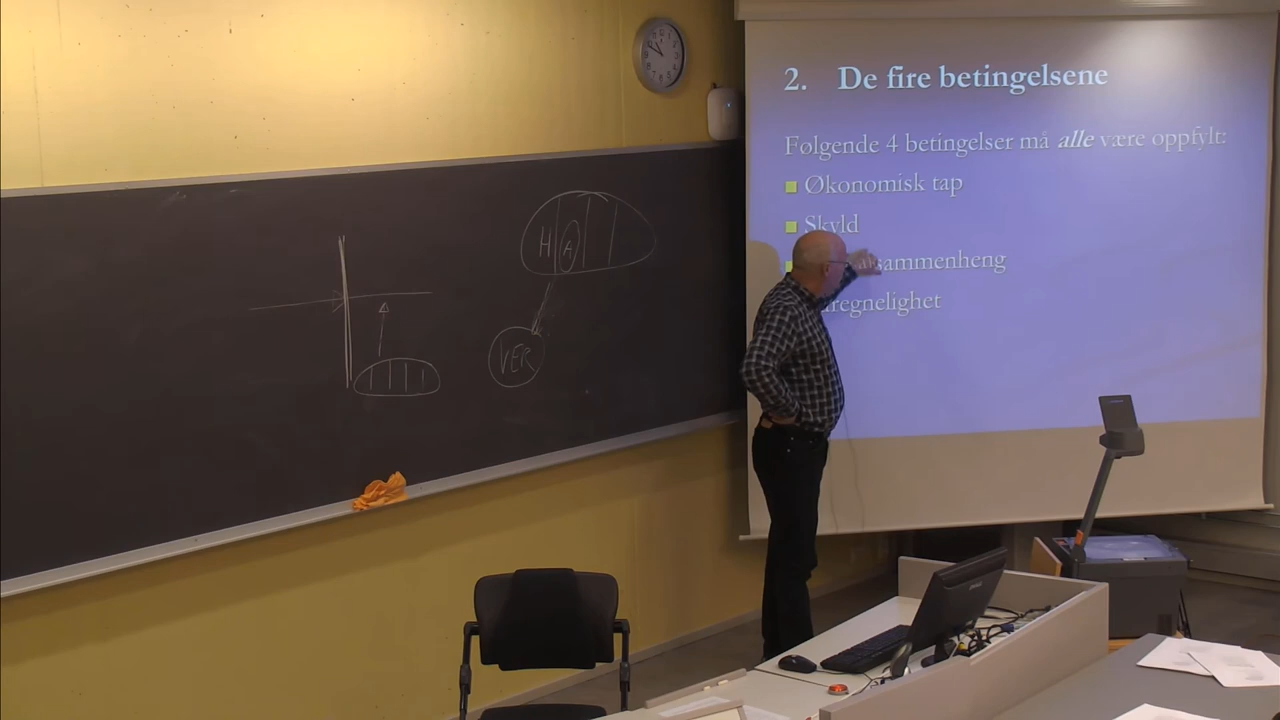 2. De fire betingelsene
Følgende 4 betingelser må alle være oppfylt:
Økonomisk tap
Skyld
sammenheng
regnelighet
H A
VER